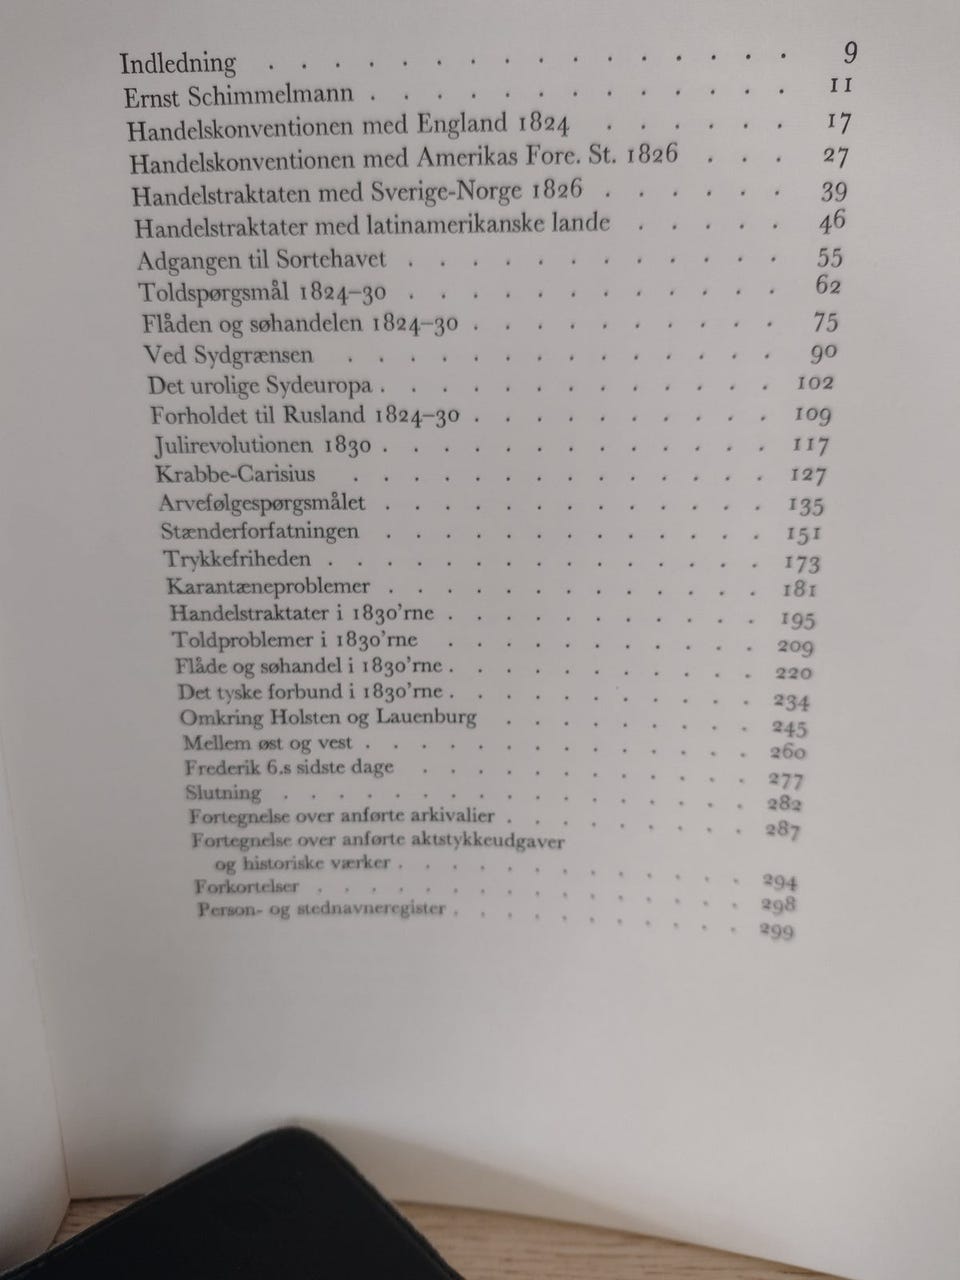 Indledning . . . . . . . . . . . . . . . 9
Ernst Schimmelmann . . . . . . . . . . . . . 11
Handelskonventionen med England 1824 . . . . . . 17
Handelskonventionen med Amerikas Fore. St. 1826 . . . 27
Handelstraktaten med Sverige-Norge 1826 . . . . . . 39
Handelstraktater med latinamerikanske lande . . . . . 46
Adgangen til Sortehavet . . . . . . . . . . . . 55
Toldspørgsmål 1824–30 . . . . . . . . . . . . 62
Flåden og søhandelen 1824–30 . . . . . . . . . . 75
Ved Sydgrænsen . . . . . . . . . . . . . . 90
Det urolige Sydeuropa . . . . . . . . . . . . . 102
Forholdet til Rusland 1824–30 . . . . . . . . . . 109
Julirevolutionen 1830 . . . . . . . . . . . . . 117
Krabbe-Carisius . . . . . . . . . . . . . . 127
Arvefølgespørgsmålet . . . . . . . . . . . . . 135
Stænderforfatningen . . . . . . . . . . . . . 151
Trykkefriheden . . . . . . . . . . . . . . . 173
Karantæneproblemer . . . . . . . . . . . . . 181
Handelstraktater i 1830'rne . . . . . . . . . . . 195
Toldproblemer i 1830'rne . . . . . . . . . . . 209
Flåde og søhandel i 1830'rne . . . . . . . . . . . 220
Det tyske forbund i 1830'rne . . . . . . . . . . . 234
Omkring Holsten og Lauenburg . . . . . . . . . 245
Mellem øst og vest . . . . . . . . . . . . . . 260
Frederik 6.s sidste dage . . . . . . . . . . . . 277
Slutning . . . . . . . . . . . . . . . . . 282
Fortegnelse over anførte arkivalier . . . . . . . . . 287
Fortegnelse over anførte aktstykkeudgaver
og historiske værker . . . . . . . . . . . . . 294
Forkortelser . . . . . . . . . . . . . . . . 298
Person- og stednavneregister . . . . . . . . . . . 299